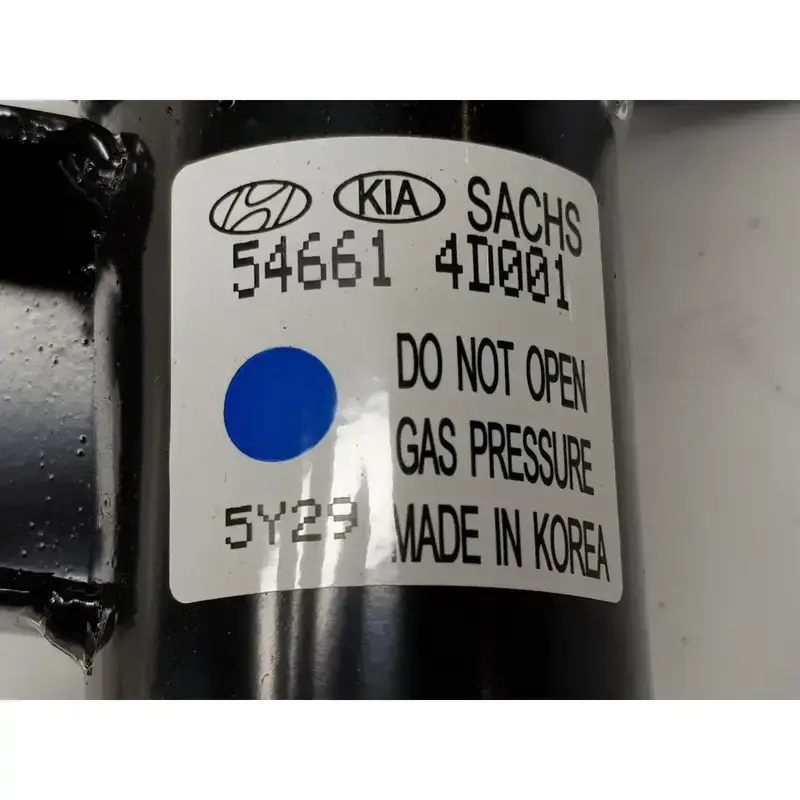 KIA SACHS
54661 4D001
DO NOT OPEN
GAS PRESSURE
5Y29 MADE IN KOREA